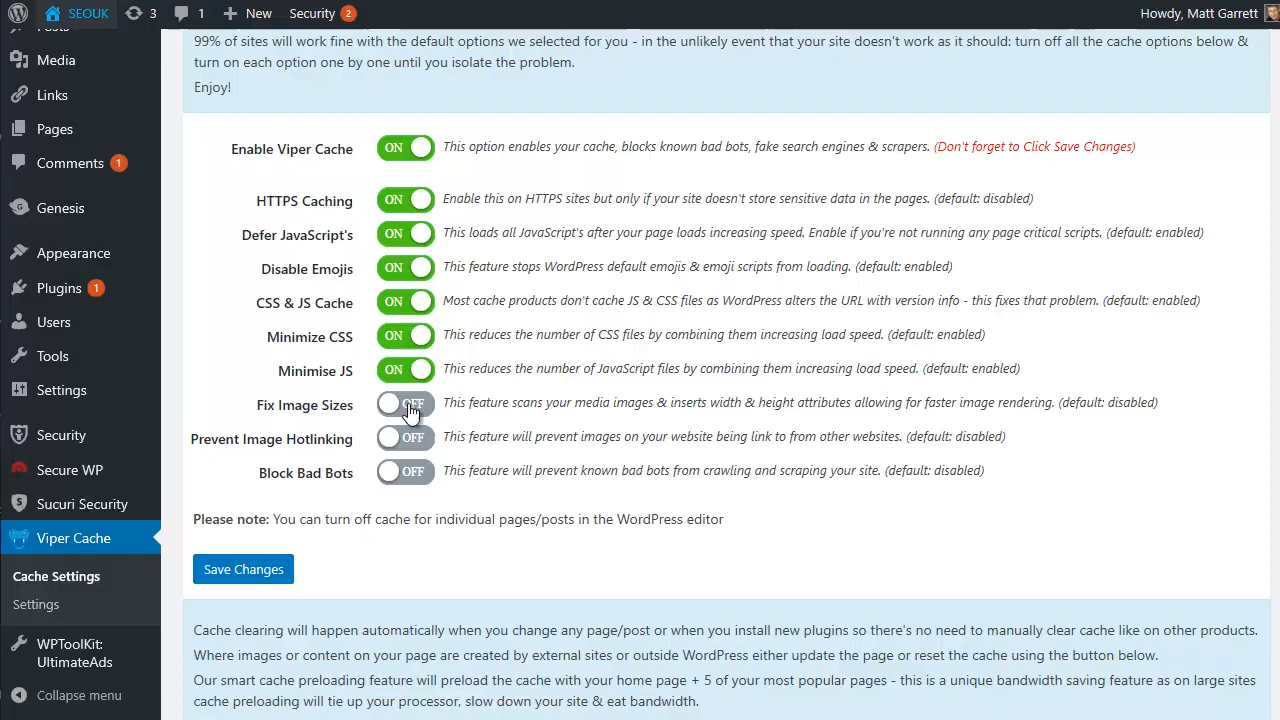 SEOUK 3 1 New Security 2 Howdy, Matt Garrett
Posts
Media
Links
Pages
Comments 1
Genesis
Appearance
Plugins 1
Users
Tools
Settings
Security
Secure WP
Sucuri Security
Viper Cache
Cache Settings
Settings
WPToolKit:
UltimateAds
Collapse menu
99% of sites will work fine with the default options we selected for you - in the unlikely event that your site doesn't work as it should: turn off all the cache options below &
turn on each option one by one until you isolate the problem.
Enjoy!
Enable Viper Cache ON This option enables your cache, blocks known bad bots, fake search engines & scrapers. (Don't forget to Click Save Changes)
HTTPS Caching ON Enable this on HTTPS sites but only if your site doesn't store sensitive data in the pages. (default: disabled)
Defer JavaScript's ON This loads all JavaScript's after your page loads increasing speed. Enable if you're not running any page critical scripts. (default: enabled)
Disable Emojis ON This feature stops WordPress default emojis & emoji scripts from loading. (default: enabled)
CSS & JS Cache ON Most cache products don't cache JS & CSS files as WordPress alters the URL with version info - this fixes that problem. (default: enabled)
Minimize CSS ON This reduces the number of CSS files by combining them increasing load speed. (default: enabled)
Minimise JS ON This reduces the number of JavaScript files by combining them increasing load speed. (default: enabled)
Fix Image Sizes OFF This feature scans your media images & inserts width & height attributes allowing for faster image rendering. (default: disabled)
Prevent Image Hotlinking OFF This feature will prevent images on your website being link to from other websites. (default: disabled)
Block Bad Bots OFF This feature will prevent known bad bots from crawling and scraping your site. (default: disabled)
Please note: You can turn off cache for individual pages/posts in the WordPress editor
Save Changes
Cache clearing will happen automatically when you change any page/post or when you install new plugins so there's no need to manually clear cache like on other products.
Where images or content on your page are created by external sites or outside WordPress either update the page or reset the cache using the button below.
Our smart cache preloading feature will preload the cache with your home page + 5 of your most popular pages - this is a unique bandwidth saving feature as on large sites
cache preloading will tie up your processor, slow down your site & eat bandwidth.